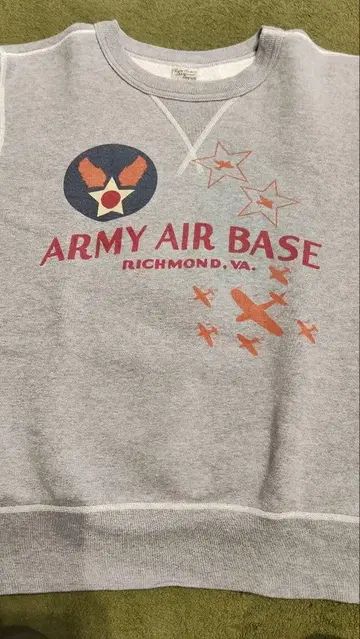 ARMY AIR BASE
RICHMOND, VA.